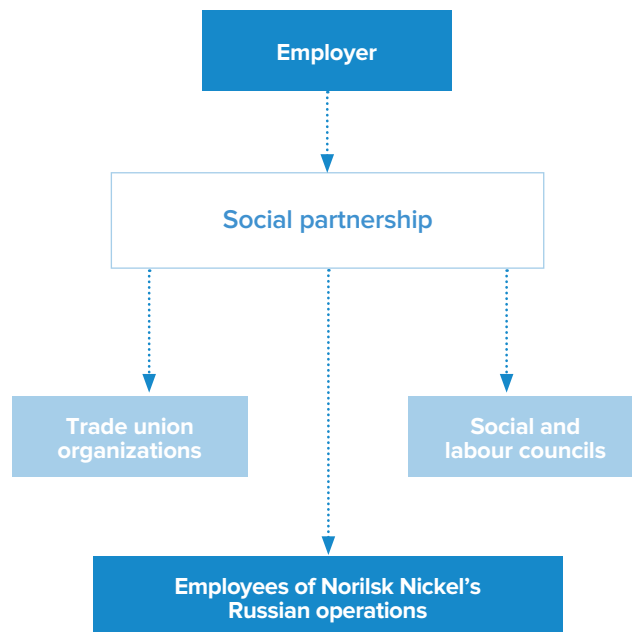 Employer
Social partnership
Trade union
organizations
Social and
labour councils
Employees of Norilsk Nickel’s
Russian operations